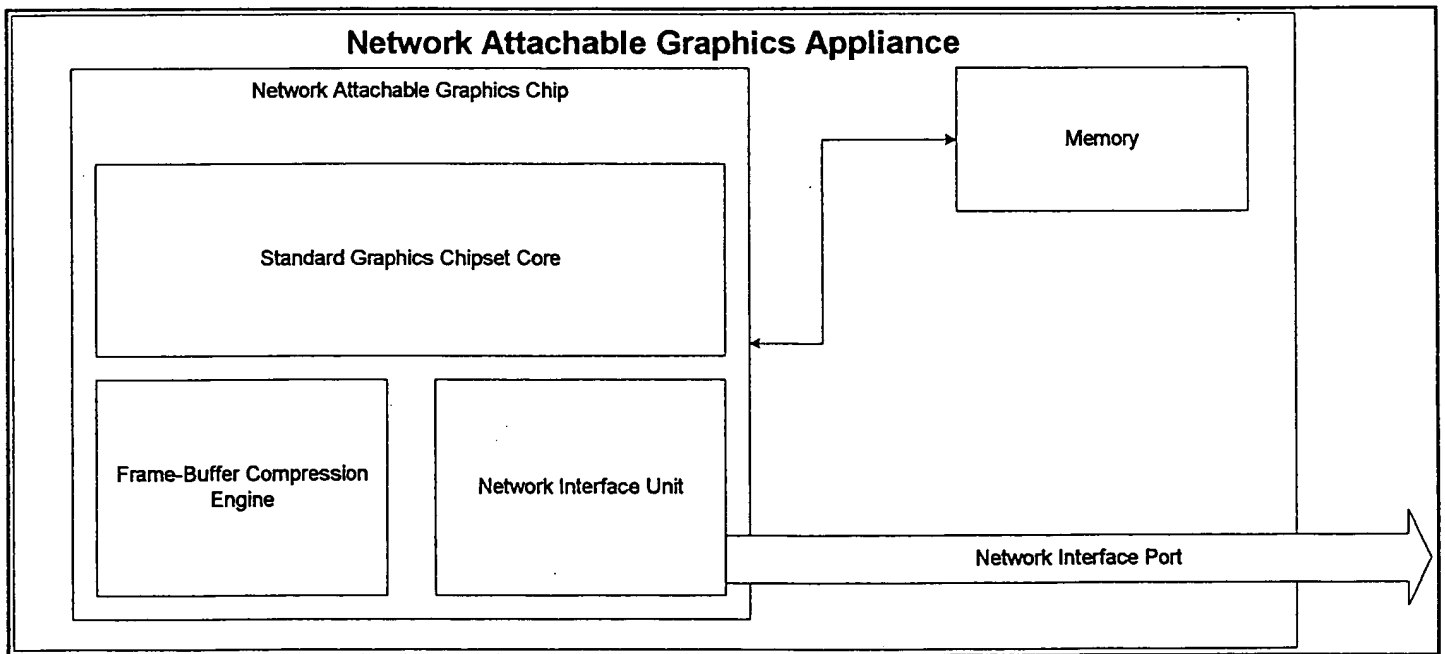 Network Attachable Graphics Appliance
Network Attachable Graphics Chip
Memory
Standard Graphics Chipset Core
Frame-Buffer Compression
Engine
Network Interface Unit
Network Interface Port